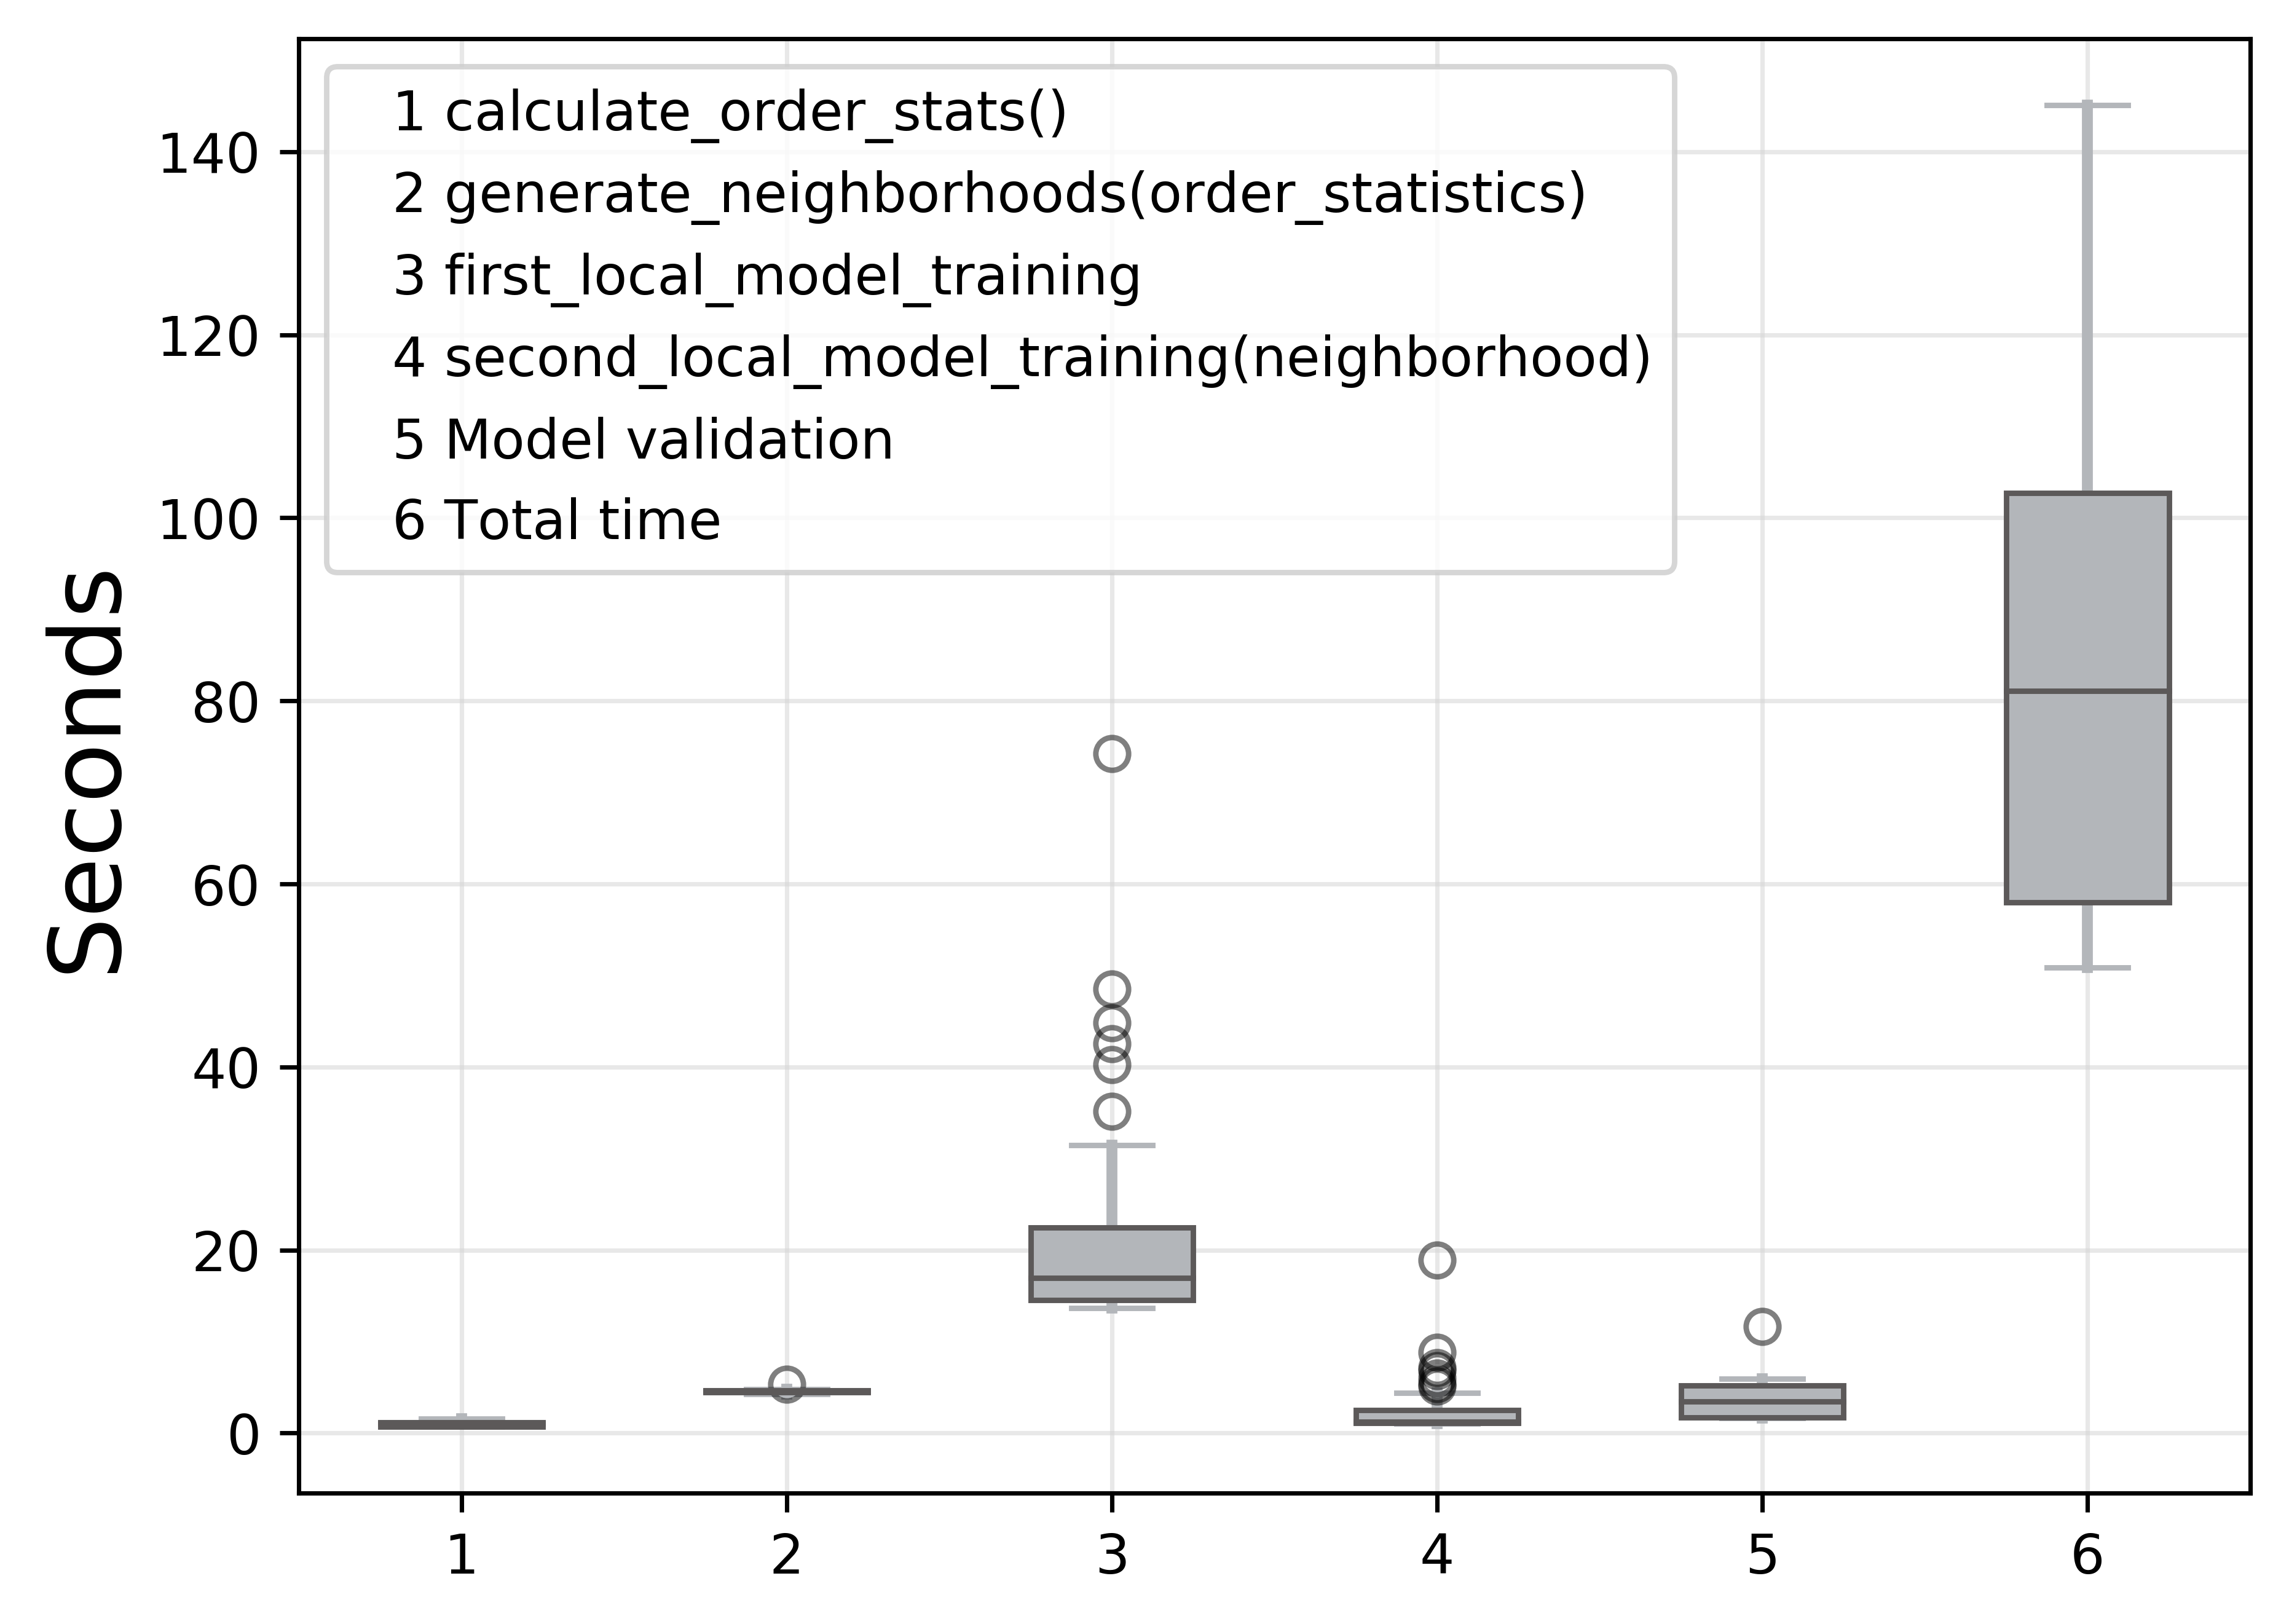 1 calculate_order_stats()
2 generate_neighborhoods(order_statistics)
3 first_local_model_training
4 second_local_model_training(neighborhood)
5 Model validation
6 Total time
Seconds
140
120
100
80
60
40
20
0
1 2 3 4 5 6